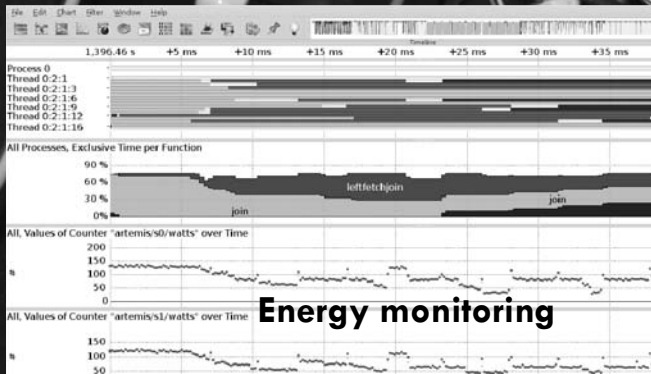 File Edit Chart Filter Window Help
Timeline
1,396.46 s +5 ms +10 ms +15 ms +20 ms +25 ms +30 ms +35 ms
Process 0
Thread 0:2:1
Thread 0:2:1:3
Thread 0:2:1:6
Thread 0:2:1:9
Thread 0:2:1:12
Thread 0:2:1:16
All Processes, Exclusive Time per Function
90 %
60 %
30 %
0%
leftfetchjoin
join
join
All, Values of Counter "artemis/s0/watts" over Time
200
150
100
50
0
%
Energy monitoring
All, Values of Counter "artemis/s1/watts" over Time
150
100
50
%